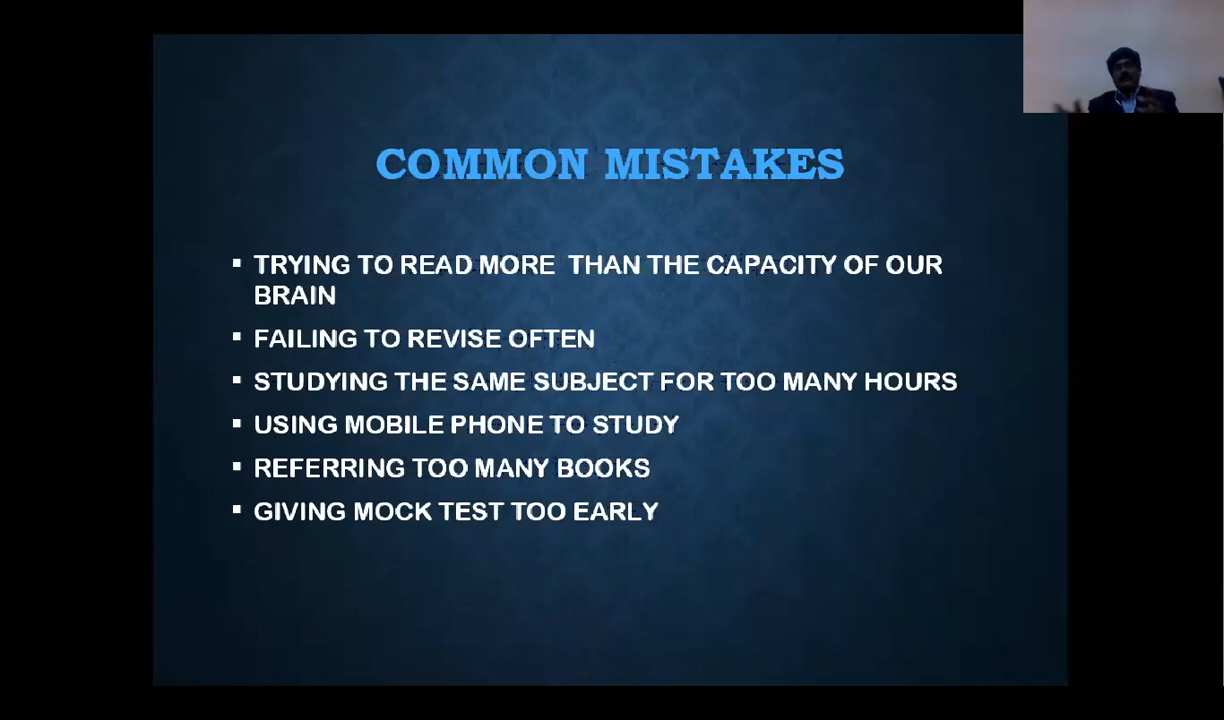 COMMON MISTAKES
▪ TRYING TO READ MORE THAN THE CAPACITY OF OUR
BRAIN
▪ FAILING TO REVISE OFTEN
▪ STUDYING THE SAME SUBJECT FOR TOO MANY HOURS
▪ USING MOBILE PHONE TO STUDY
▪ REFERRING TOO MANY BOOKS
▪ GIVING MOCK TEST TOO EARLY